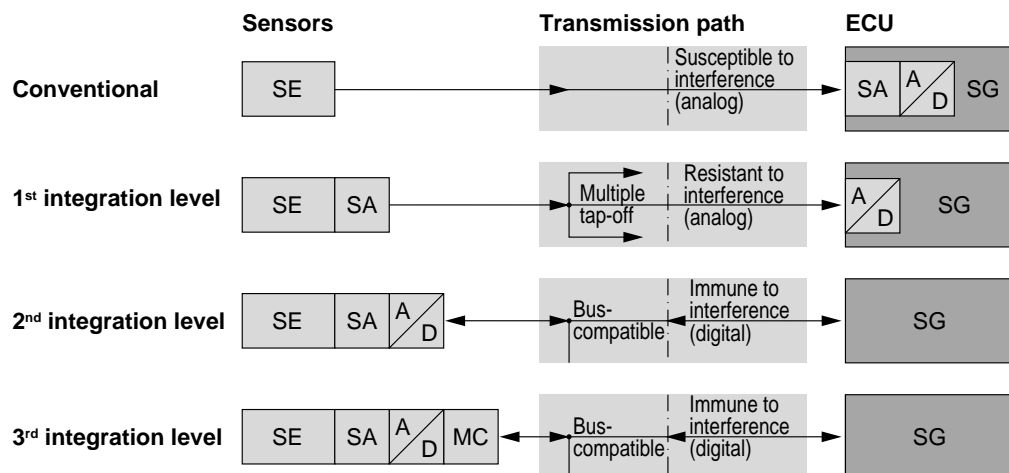 Sensors Transmission path ECU
Conventional
SE
Susceptible to
interference
(analog)
SA A D SG
1st integration level
SE SA
Multiple
tap-off
Resistant to
interference
(analog)
A D SG
2nd integration level
SE SA A D
Bus-
compatible
Immune to
interference
(digital)
SG
3rd integration level
SE SA A D MC
Bus-
compatible
Immune to
interference
(digital)
SG